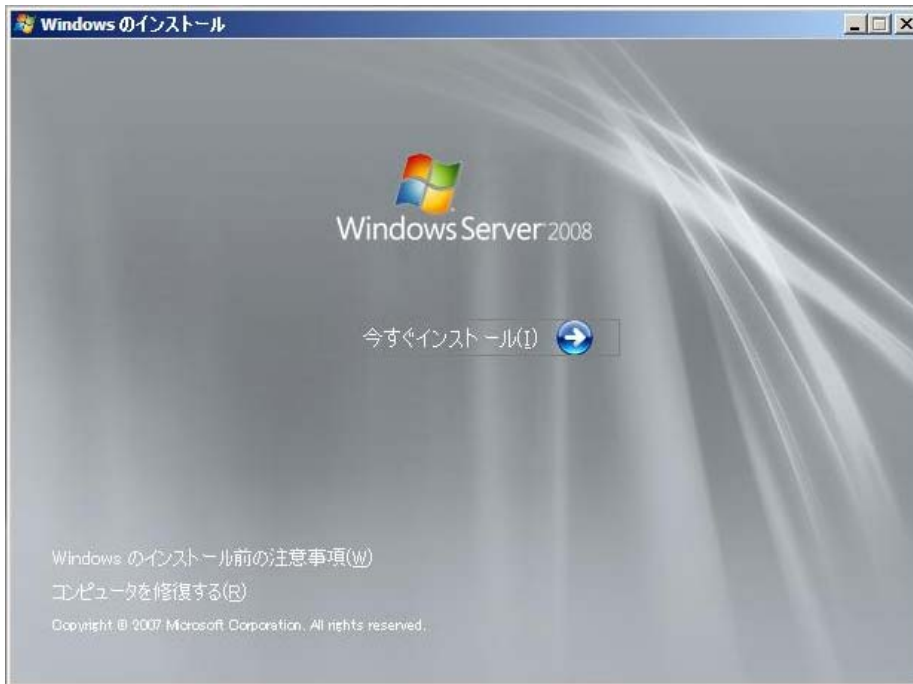 Windows のインストール
Windows Server 2008
今すぐインストール(I)
Windows のインストール前の注意事項(W)
コンピュータを修復する(R)
Copyright © 2007 Microsoft Corporation. All rights reserved.